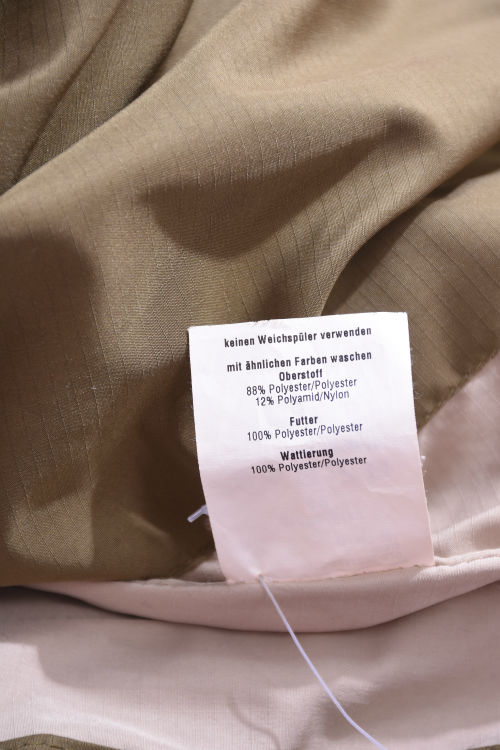 keinen Weichspüler verwenden
mit ähnlichen Farben waschen
Oberstoff
88% Polyester/Polyester
12% Polyamid/Nylon
Futter
100% Polyester/Polyester
Wattierung
100% Polyester/Polyester